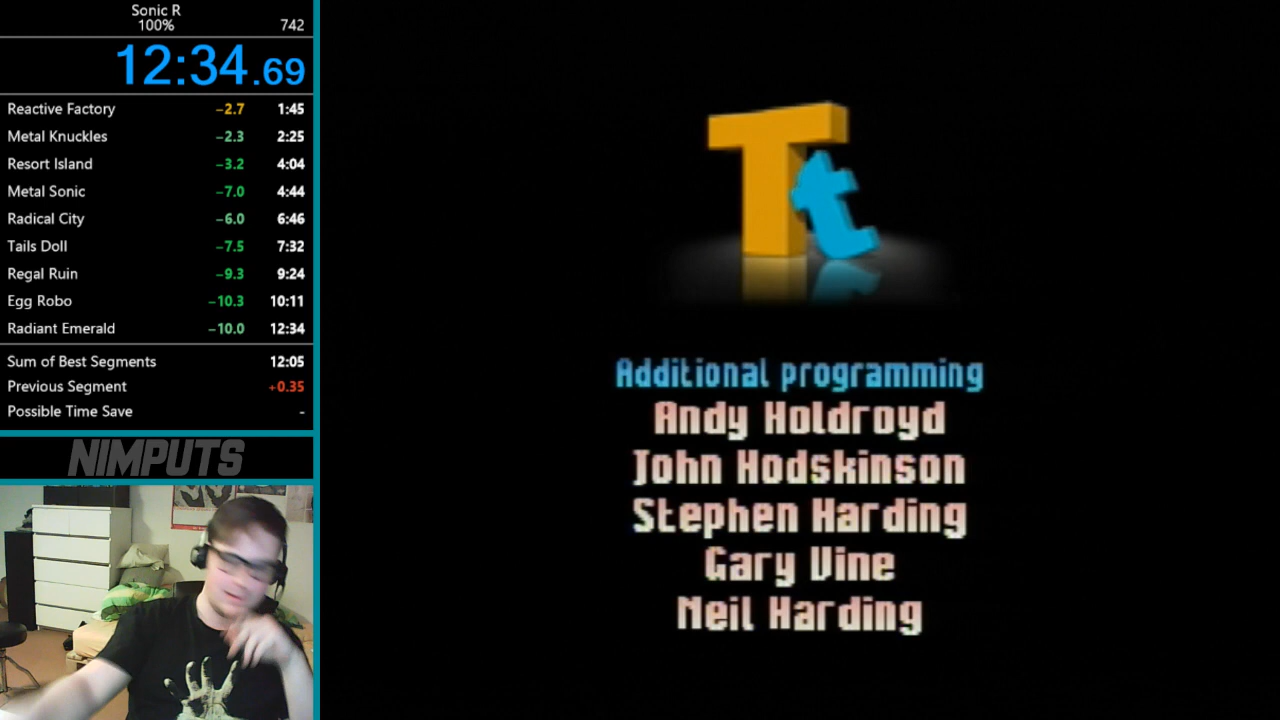 Sonic R
100% 742
12:34.69
Reactive Factory -2.7 1:45
Metal Knuckles -2.3 2:25
Resort Island -3.2 4:04
Metal Sonic -7.0 4:44
Radical City -6.0 6:46
Tails Doll -7.5 7:32
Regal Ruin -9.3 9:24
Egg Robo -10.3 10:11
Radiant Emerald -10.0 12:34
Sum of Best Segments 12:05
Previous Segment +0.35
Possible Time Save -
NIMPUTS
Tt
Additional programming
Andy Holdroyd
John Hodskinson
Stephen Harding
Gary Vine
Neil Harding